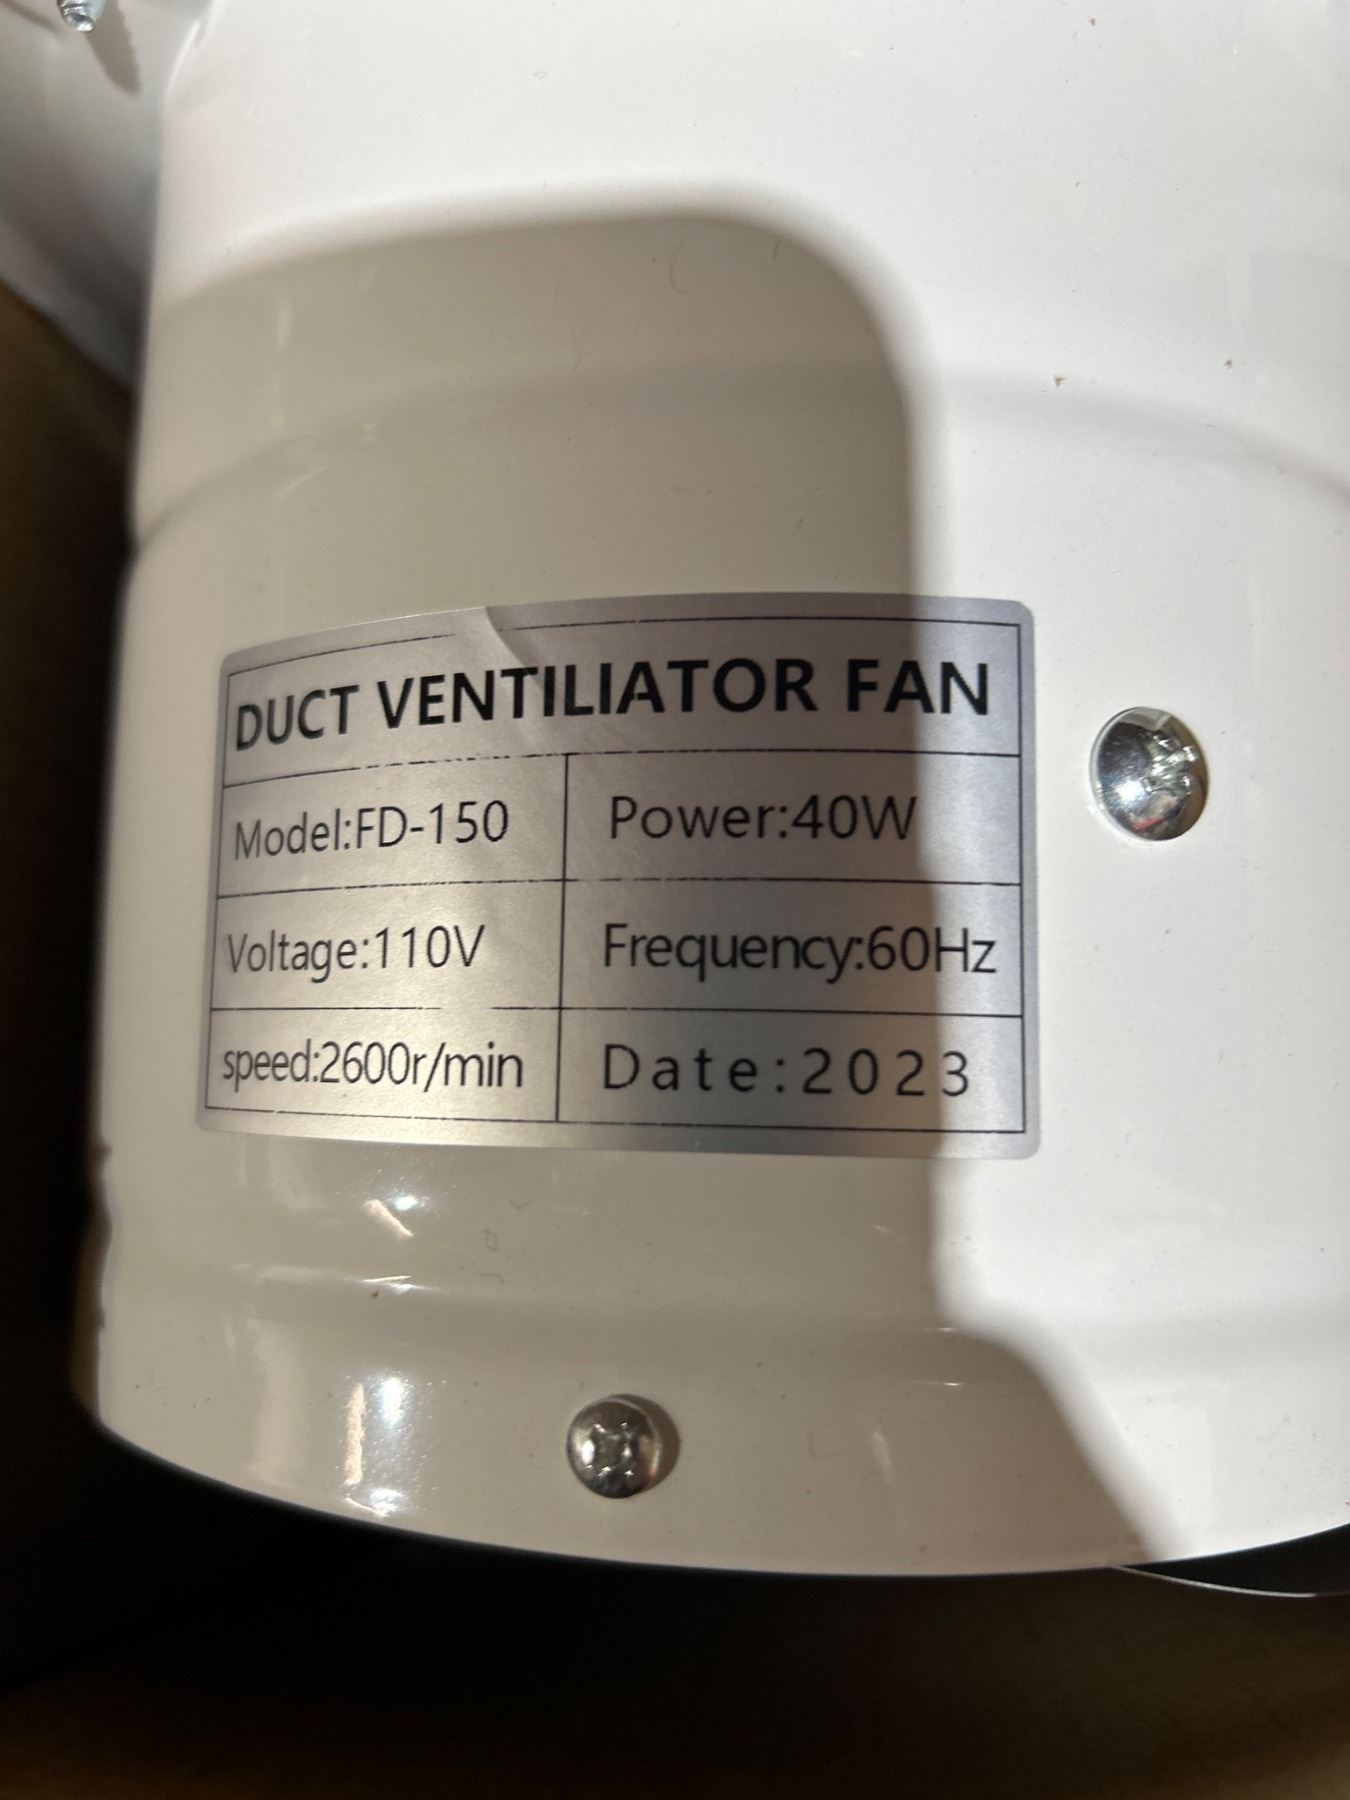 DUCT VENTILIATOR FAN
Model:FD-150 Power:40W
Voltage:110V Frequency:60Hz
speed:2600r/min Date:2023